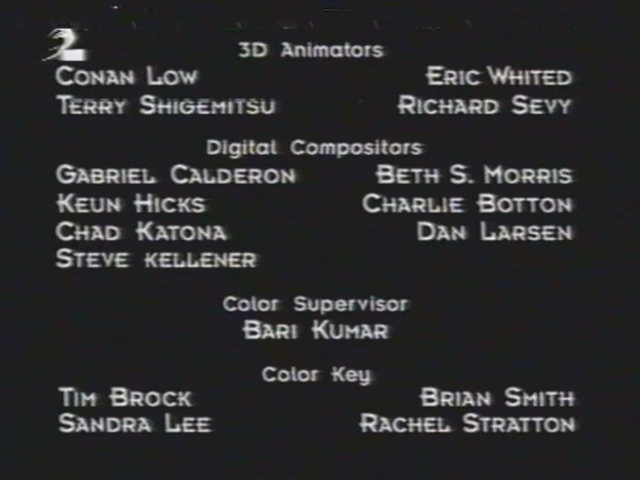 2
3D Animators
Conan Low Eric Whited
Terry Shigemitsu Richard Sevy
Digital Compositors
Gabriel Calderon Beth S. Morris
Keun Hicks Charlie Botton
Chad Katona Dan Larsen
Steve kellener
Color Supervisor
Bari Kumar
Color Key
Tim Brock Brian Smith
Sandra Lee Rachel Stratton